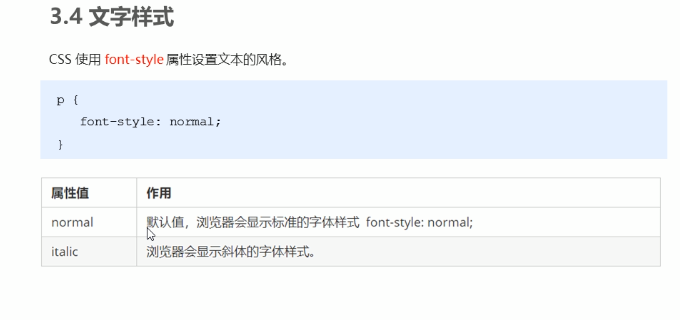 3.4 文字样式
CSS 使用 font-style 属性设置文本的风格。
p {
font-style: normal;
}
属性值 作用
normal 默认值，浏览器会显示标准的字体样式 font-style: normal;
italic 浏览器会显示斜体的字体样式。